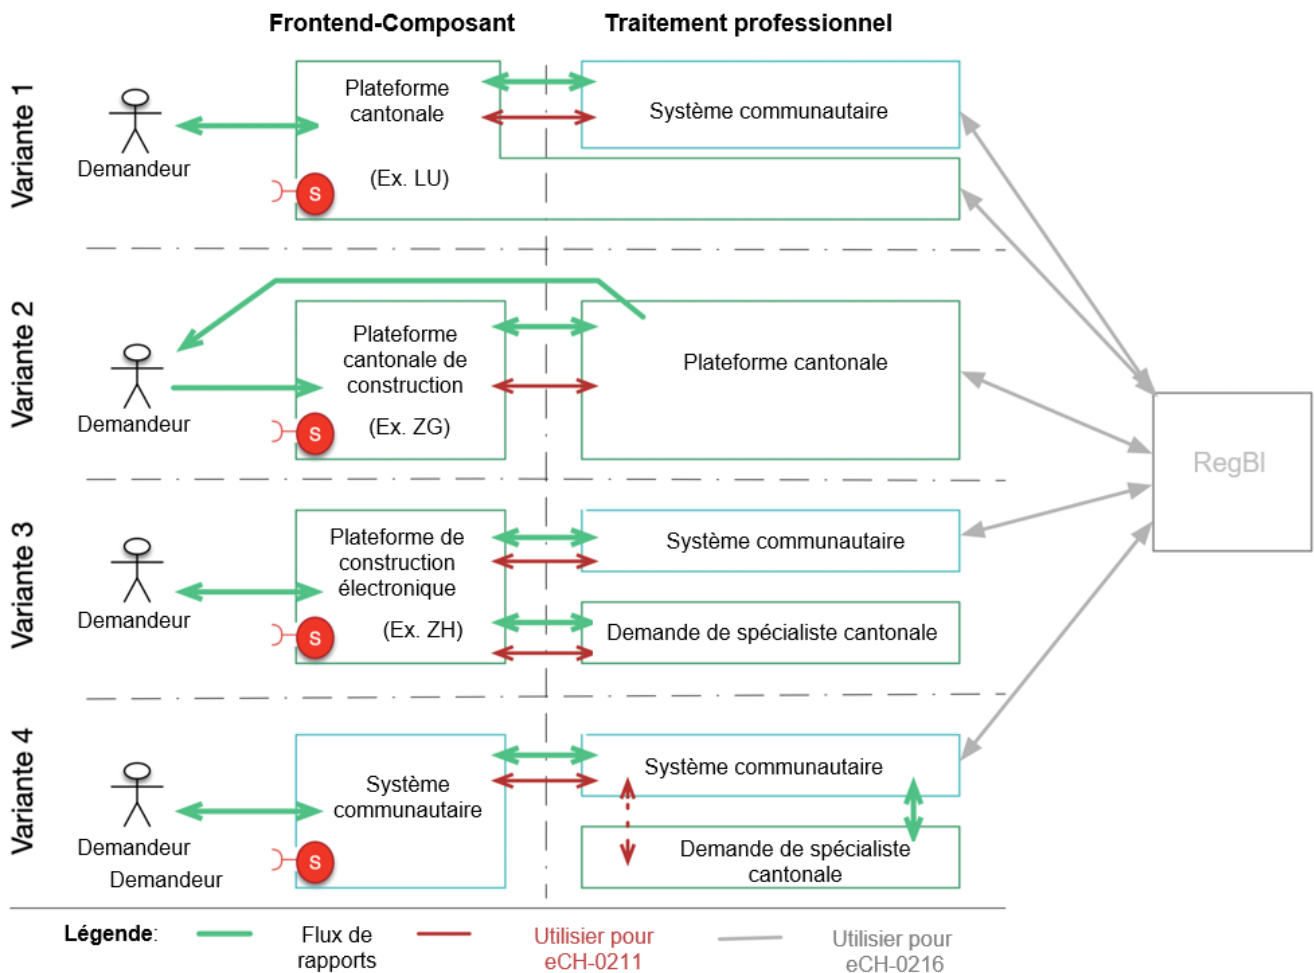 Frontend-Composant
Traitement professionnel
Variante 1
Demandeur
Plateforme
cantonale
(Ex. LU)
S
Système communautaire
Variante 2
Demandeur
Plateforme
cantonale de
construction
(Ex. ZG)
S
Plateforme cantonale
RegBl
Variante 3
Demandeur
Plateforme de
construction
électronique
(Ex. ZH)
S
Système communautaire
Demande de spécialiste cantonale
Variante 4
Demandeur
Demandeur
Système
communautaire
S
Système communautaire
Demande de spécialiste
cantonale
Légende:
Flux de
rapports
Utilisier pour
eCH-0211
Utilisier pour
eCH-0216